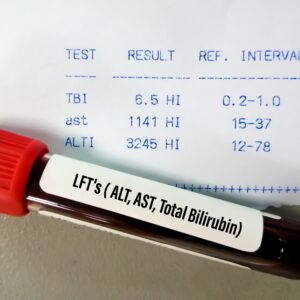 TEST RESULT REF. INTERVAL
TBI 6.5 HI 0.2-1.0
ast 1141 HI 15-37
ALTI 3245 HI 12-78
LFT's ( ALT, AST, Total Bilirubin)